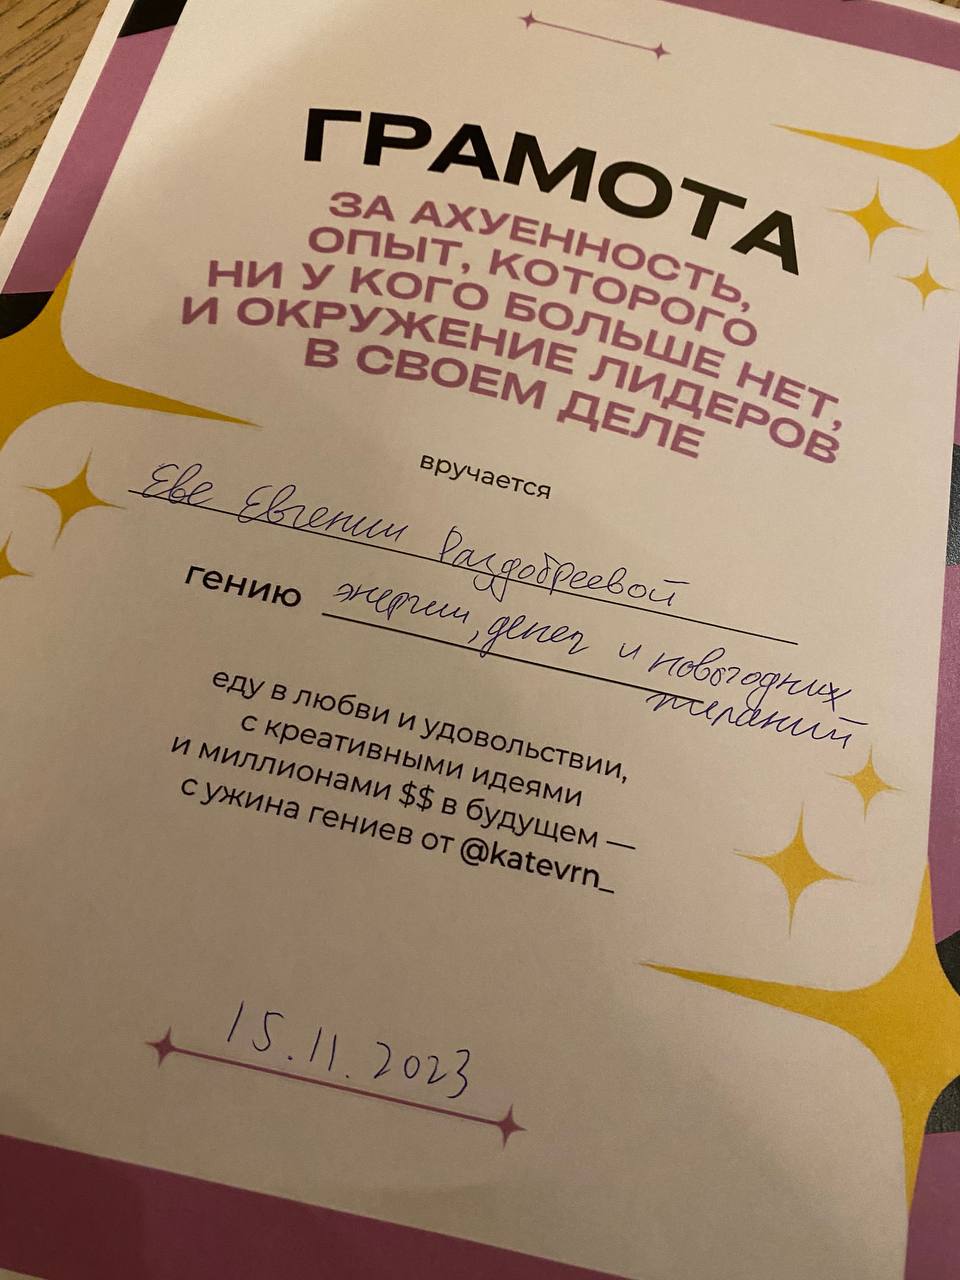 ГРАМОТА
ЗА АХУЕННОСТЬ,
ОПЫТ, КОТОРОГО
НИ У КОГО БОЛЬШЕ НЕТ,
И ОКРУЖЕНИЕ ЛИДЕРОВ
В СВОЕМ ДЕЛЕ
вручается
Еве Евгении Раздобреевой
гению энергии, денег и новогодних
желаний
еду в любви и удовольствии,
с креативными идеями
и миллионами $$ в будущем —
с ужина гениев от @katevrn_
15.11.2023